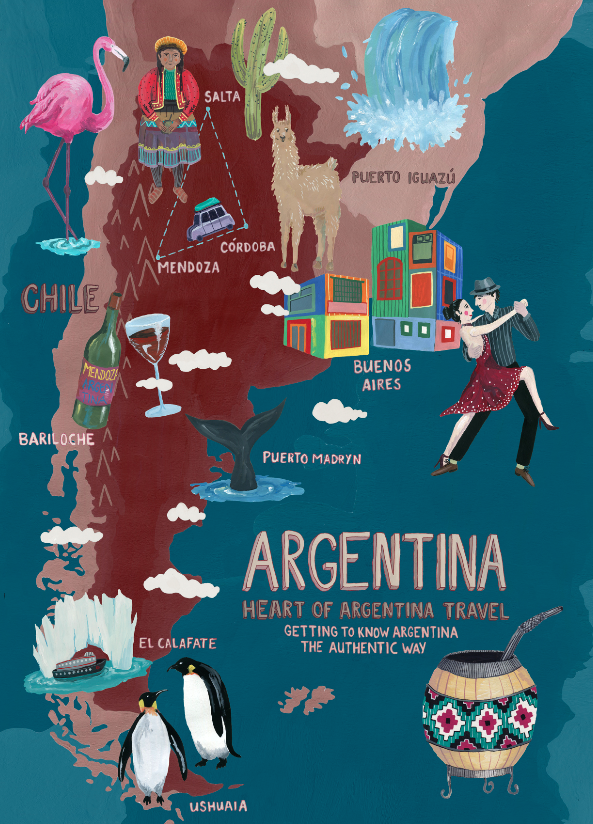 SALTA
PUERTO IGUAZÚ
CÓRDOBA
MENDOZA
CHILE
MENDOZA
BUENOS
AIRES
BARILOCHE
PUERTO MADRYN
ARGENTINA
HEART OF ARGENTINA TRAVEL
GETTING TO KNOW ARGENTINA
THE AUTHENTIC WAY
EL CALAFATE
USHUAIA